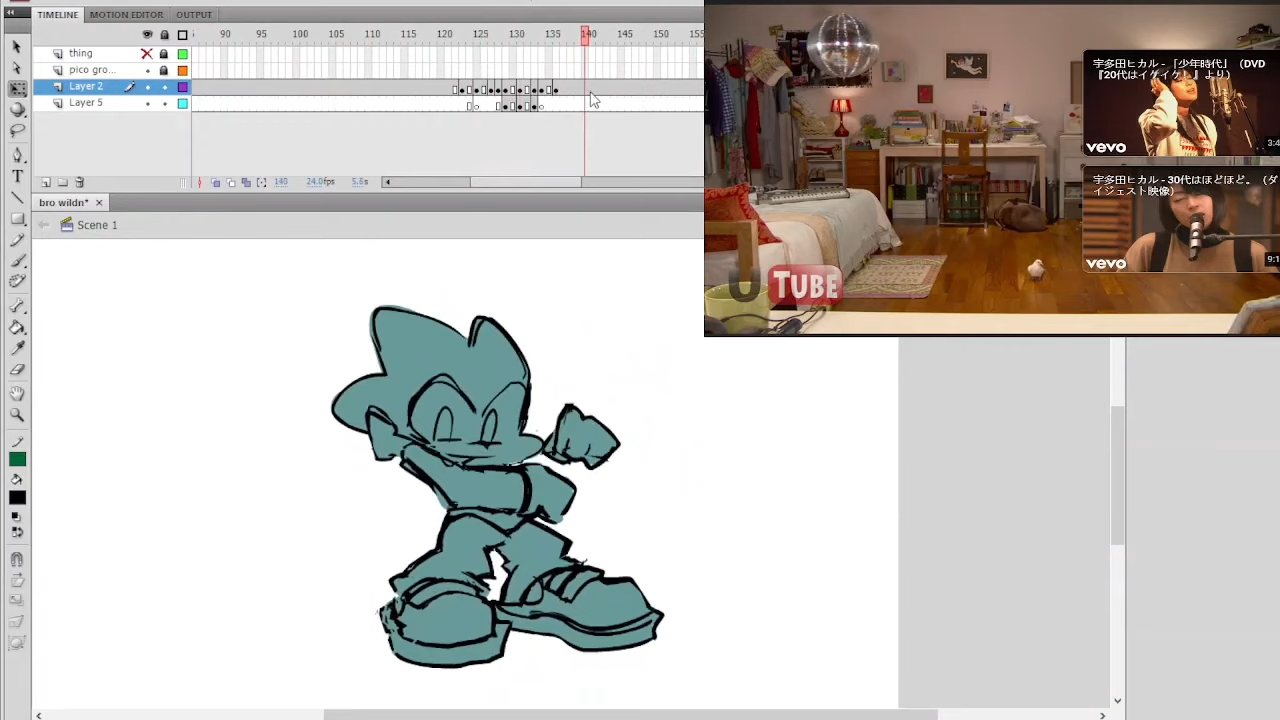 TIMELINE MOTION EDITOR OUTPUT
90 95 100 105 110 115 120 125 130 135 140 145 150 155
thing
pico gro...
Layer 2
Layer 5
140 24.0fps 5.8s
bro wildn* ×
Scene 1
T
宇多田ヒカル - 「少年時代」 (DVD
『20代はイケイケ!』より)
vevo 3:4
宇多田ヒカル - 30代はほどほど。 (ダ
イジェスト映像)
vevo 9:1
U TUBE